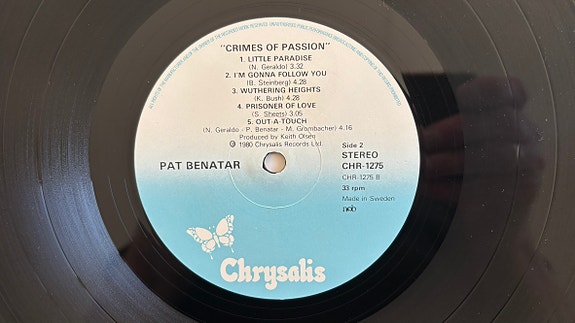 "CRIMES OF PASSION"
1. LITTLE PARADISE
(N. Geraldo) 3.32
2. I'M GONNA FOLLOW YOU
(B. Steinberg) 4.28
3. WUTHERING HEIGHTS
(K. Bush) 4.28
4. PRISONER OF LOVE
(S. Sheets) 3.05
5. OUT-A-TOUCH
(N. Geraldo - P. Benatar - M. Grombacher) 4.16
Produced by Keith Olsen
℗ 1980 Chrysalis Records Ltd
PAT BENATAR
Side 2
STEREO
CHR-1275
CHR-1275 B
33 rpm
Made in Sweden
ncb
Chrysalis